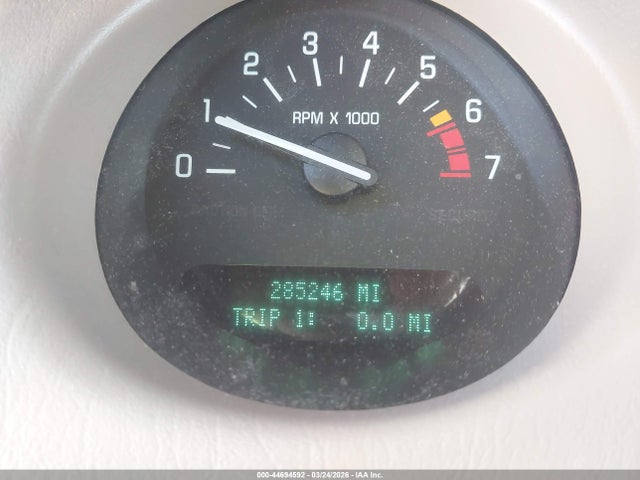 0 1 2 3 4 5 6 7
RPM X 1000
SECURITY
285246 MI
TRIP 1: 0.0 MI
000-44694592 - 03/24/2026 - IAA Inc.